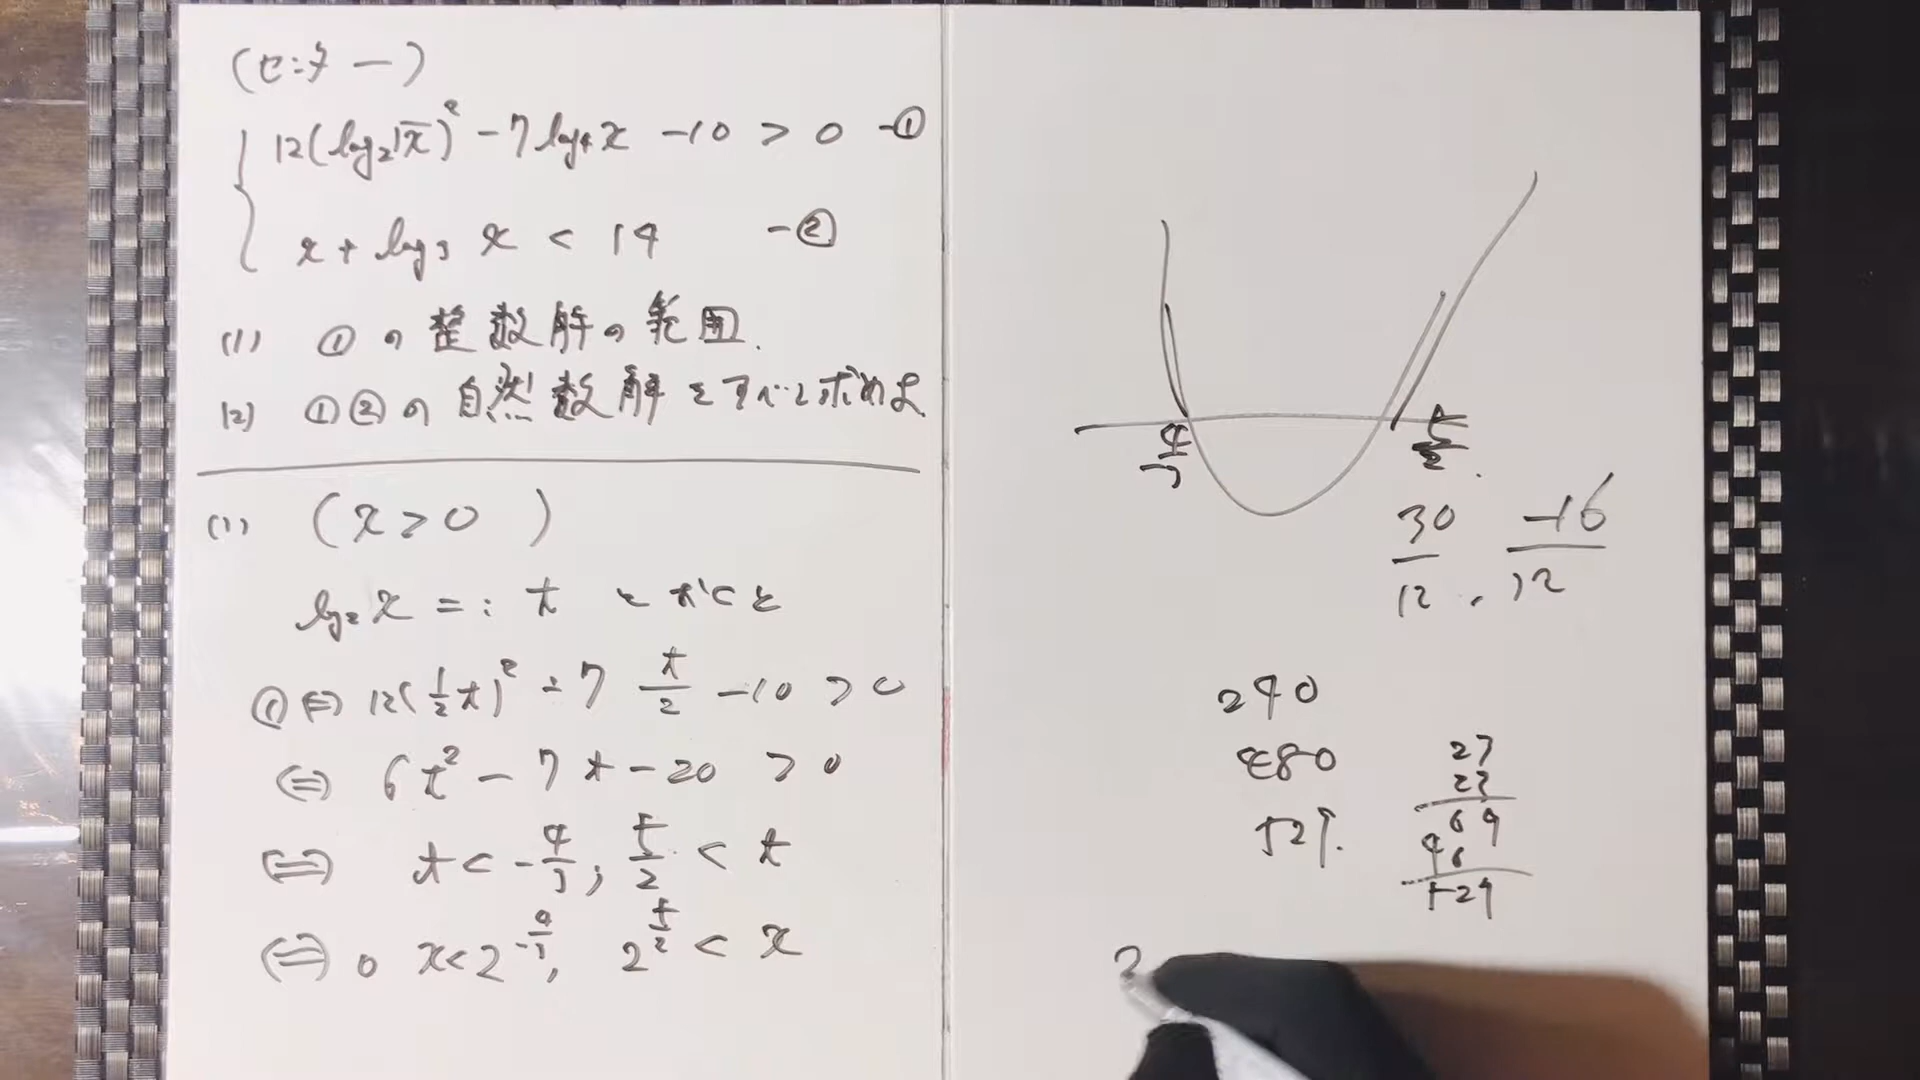 (センター)
12(log₂√x)² - 7log₄x - 10 > 0 -①
x + log₃ x < 14 -②
(1) ①の整数解の範囲.
(2) ①②の自然数解をすべて求めよ
(1) (x > 0 )
log₂x =: t とおくと
① ⇔ 12(1/2 t)² - 7 t/2 - 10 > 0
⇔ 6t² - 7t - 20 > 0
⇔ t < -4/3, 5/2 < t
⇔ 0 x < 2^(-4/3), 2^(5/2) < x
-4/3
5/2
30/12, -16/12
240
480
529.
27
23
69
46
529
2